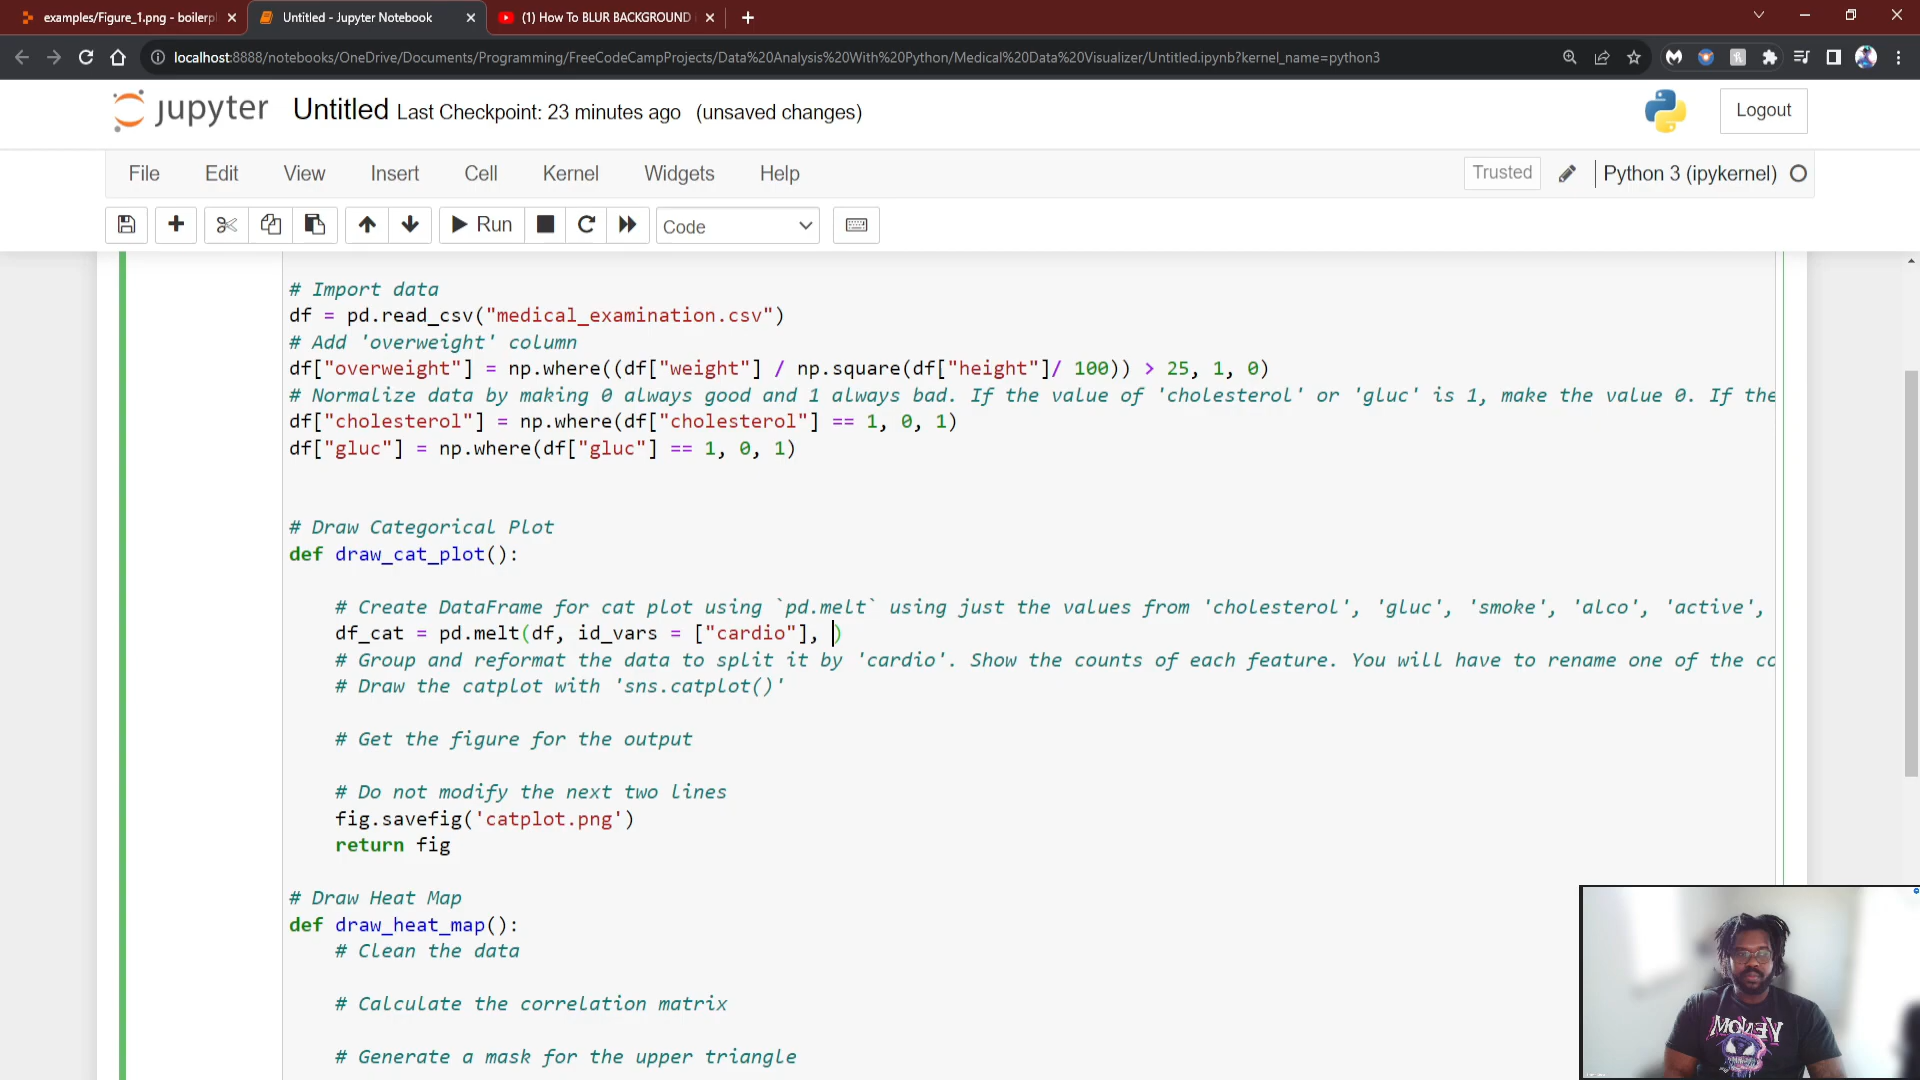 examples/Figure_1.png - boilerpl
Untitled - Jupyter Notebook
(1) How To BLUR BACKGROUND
localhost:8888/notebooks/OneDrive/Documents/Programming/FreeCodeCampProjects/Data%20Analysis%20With%20Python/Medical%20Data%20Visualizer/Untitled.ipynb?kernel_name=python3
jupyter Untitled Last Checkpoint: 23 minutes ago (unsaved changes)
Logout
File Edit View Insert Cell Kernel Widgets Help
Trusted Python 3 (ipykernel)
Run Code
# Import data
df = pd.read_csv("medical_examination.csv")
# Add 'overweight' column
df["overweight"] = np.where((df["weight"] / np.square(df["height"]/ 100)) > 25, 1, 0)
# Normalize data by making 0 always good and 1 always bad. If the value of 'cholesterol' or 'gluc' is 1, make the value 0. If the
df["cholesterol"] = np.where(df["cholesterol"] == 1, 0, 1)
df["gluc"] = np.where(df["gluc"] == 1, 0, 1)
# Draw Categorical Plot
def draw_cat_plot():
# Create DataFrame for cat plot using `pd.melt` using just the values from 'cholesterol', 'gluc', 'smoke', 'alco', 'active',
df_cat = pd.melt(df, id_vars = ["cardio"], )
# Group and reformat the data to split it by 'cardio'. Show the counts of each feature. You will have to rename one of the co
# Draw the catplot with 'sns.catplot()'
# Get the figure for the output
# Do not modify the next two lines
fig.savefig('catplot.png')
return fig
# Draw Heat Map
def draw_heat_map():
# Clean the data
# Calculate the correlation matrix
# Generate a mask for the upper triangle